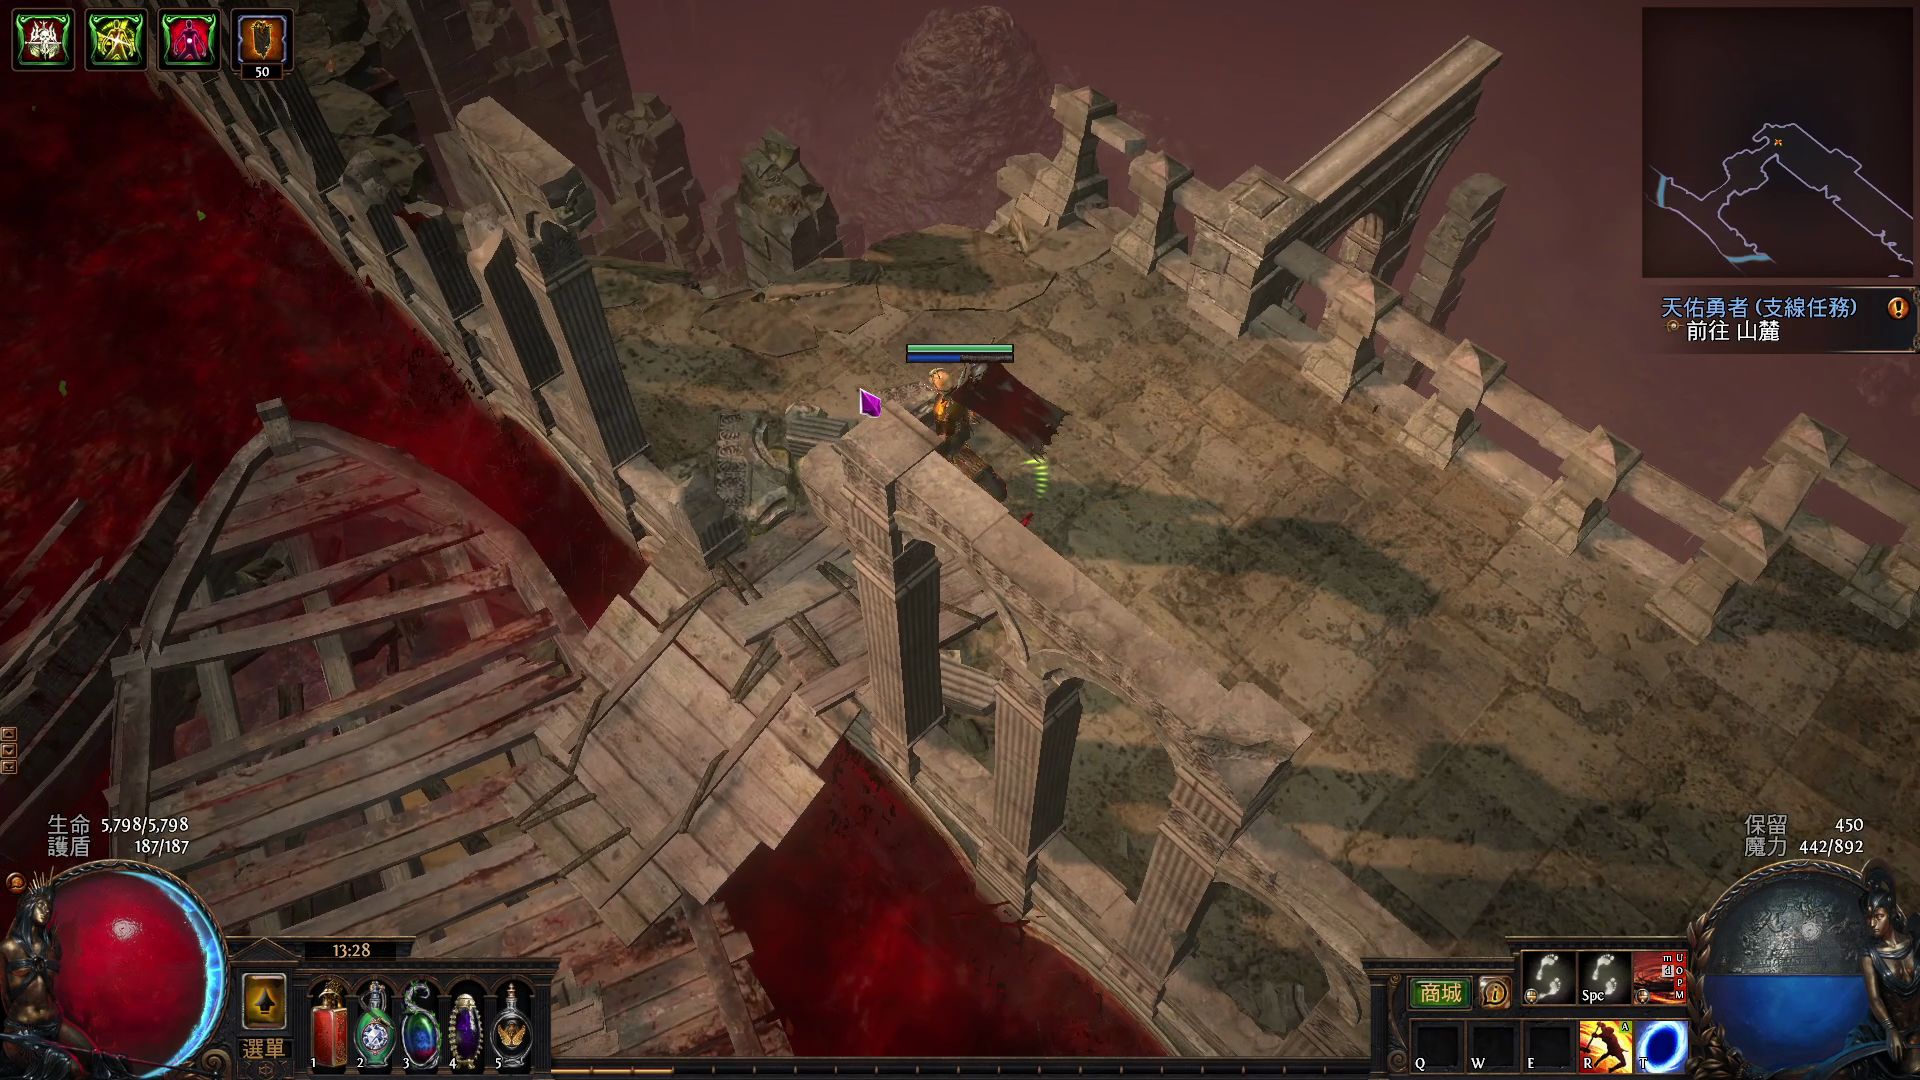 50
天佑勇者 (支線任務)
前往 山麓
生命 5,798/5,798
護盾 187/187
保留 450
魔力 442/892
13:28
選單
1
2
3
4
5
商城
Spc
m U
d O
P
M
Q
W
E
R
A
T